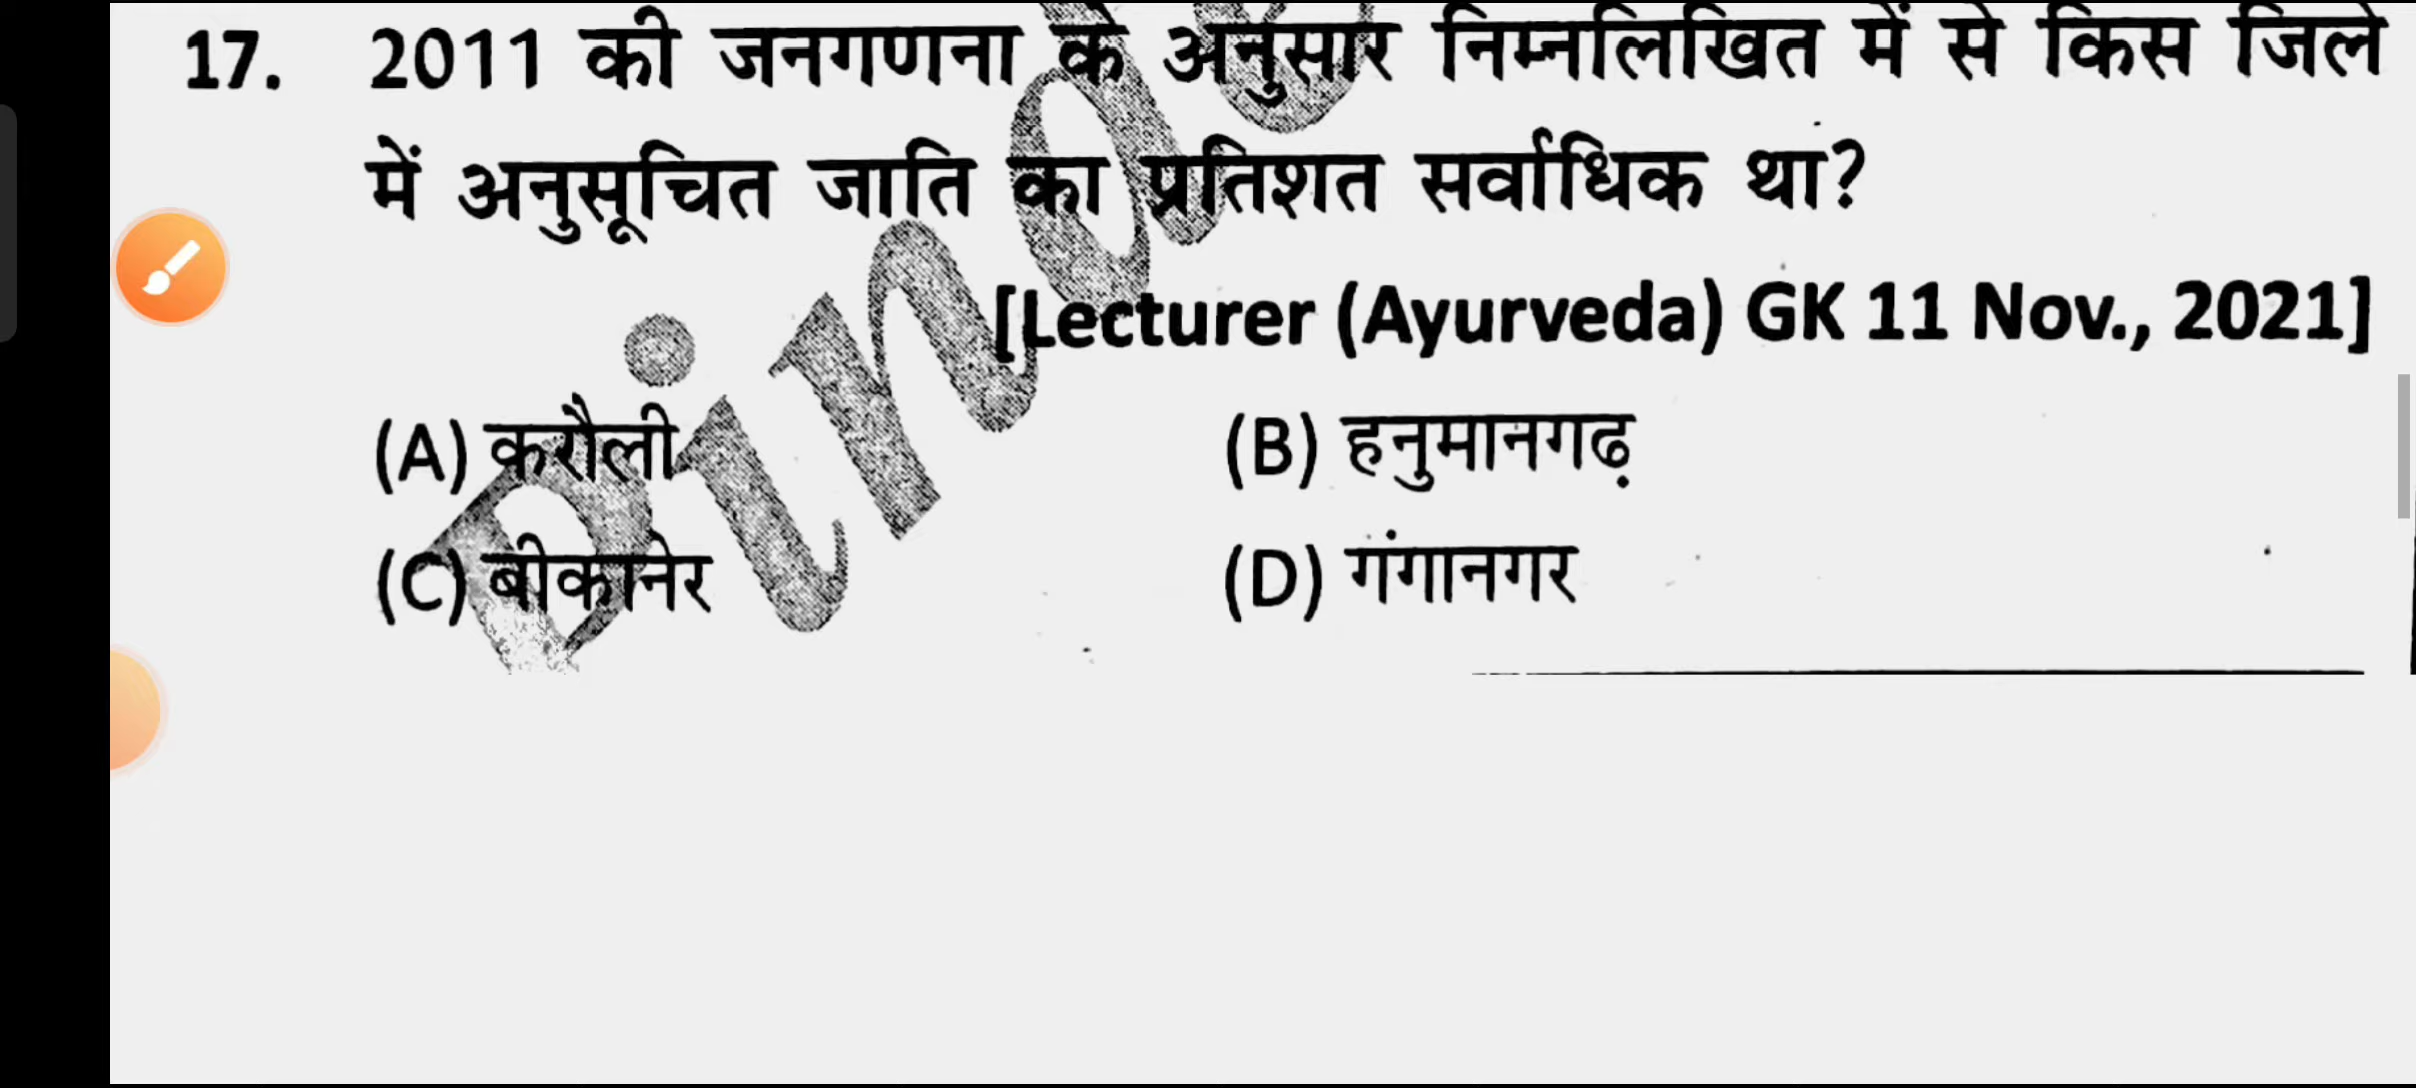 17. 2011 की जनगणना के अनुसार निम्नलिखित में से किस जिले
में अनुसूचित जाति का प्रतिशत सर्वाधिक था?
[Lecturer (Ayurveda) GK 11 Nov., 2021]
(A) करौली (B) हनुमानगढ़
(C) बीकानेर (D) गंगानगर